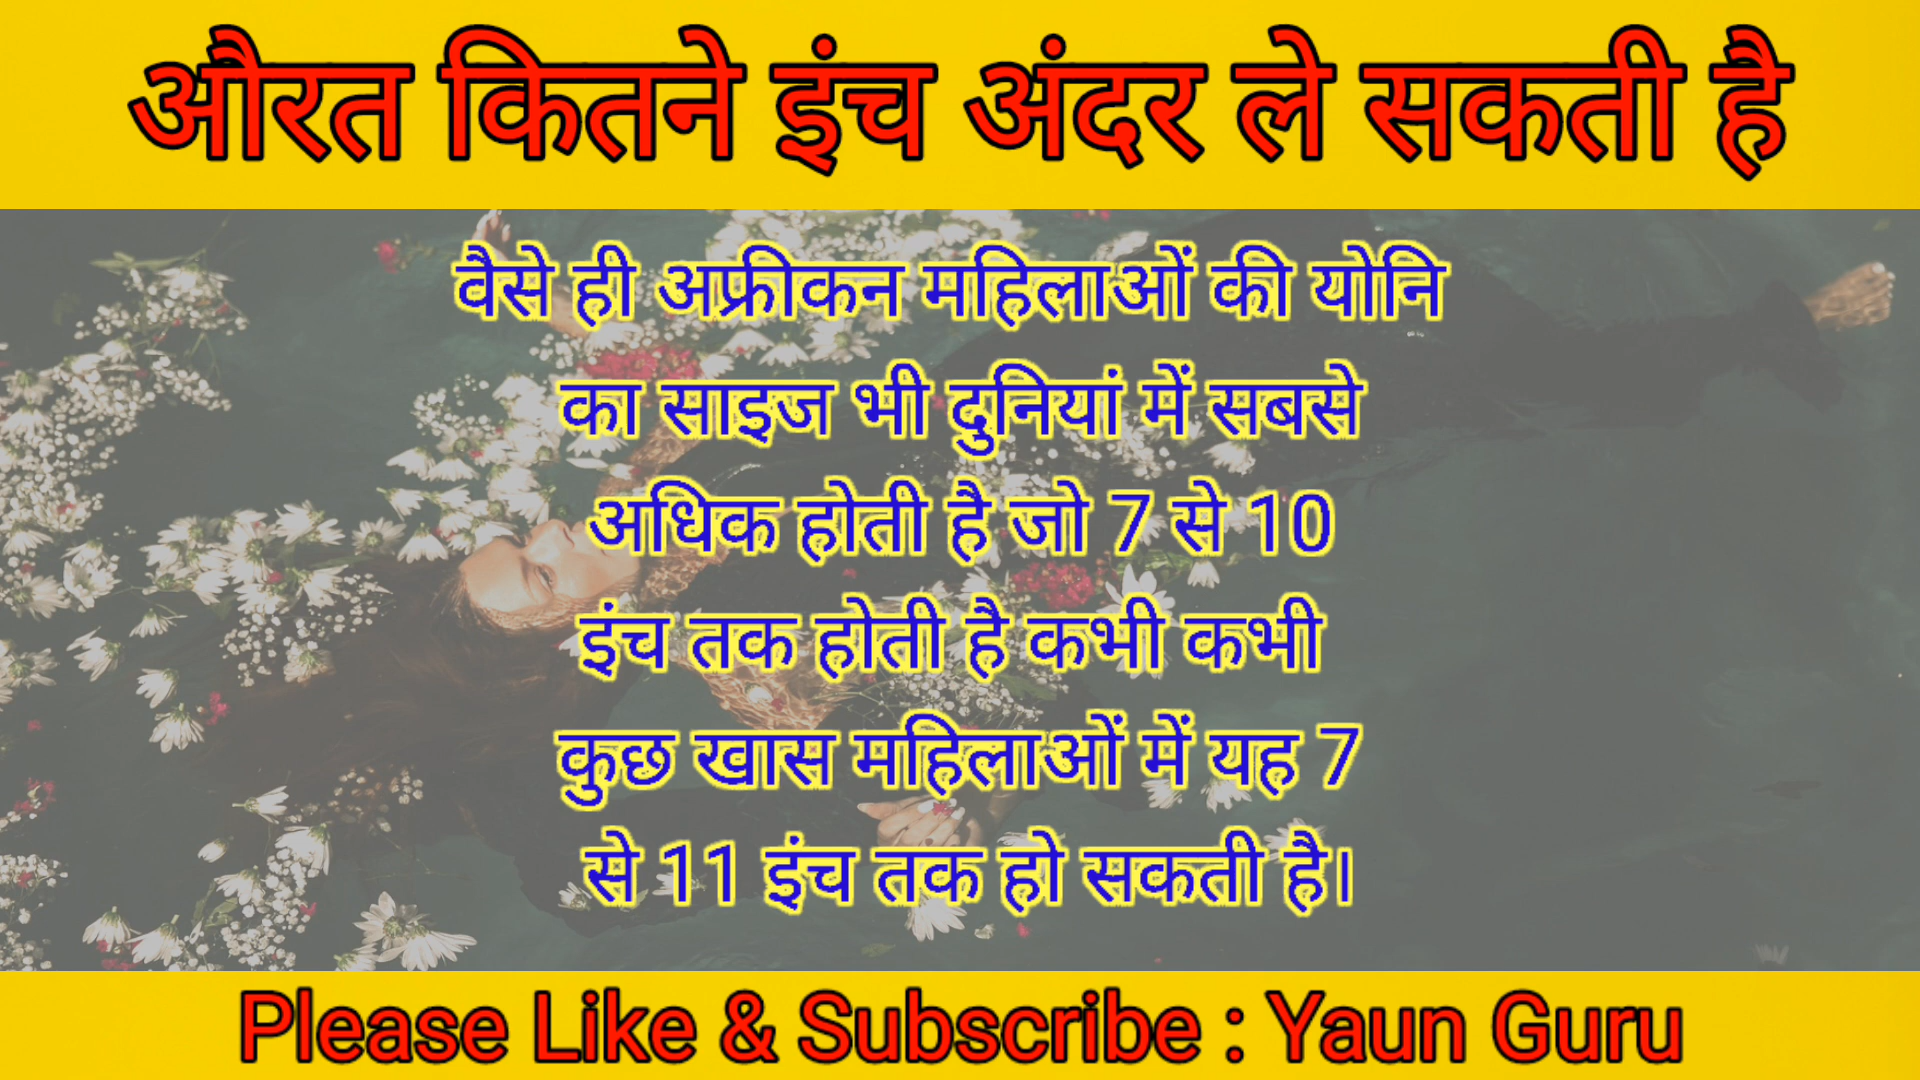 औरत कितने इंच अंदर ले सकती है
वैसे ही अफ्रीकन महिलाओं की योनि
का साइज भी दुनियां में सबसे
अधिक होती है जो 7 से 10
इंच तक होती है कभी कभी
कुछ खास महिलाओं में यह 7
से 11 इंच तक हो सकती है।
Please Like & Subscribe : Yaun Guru